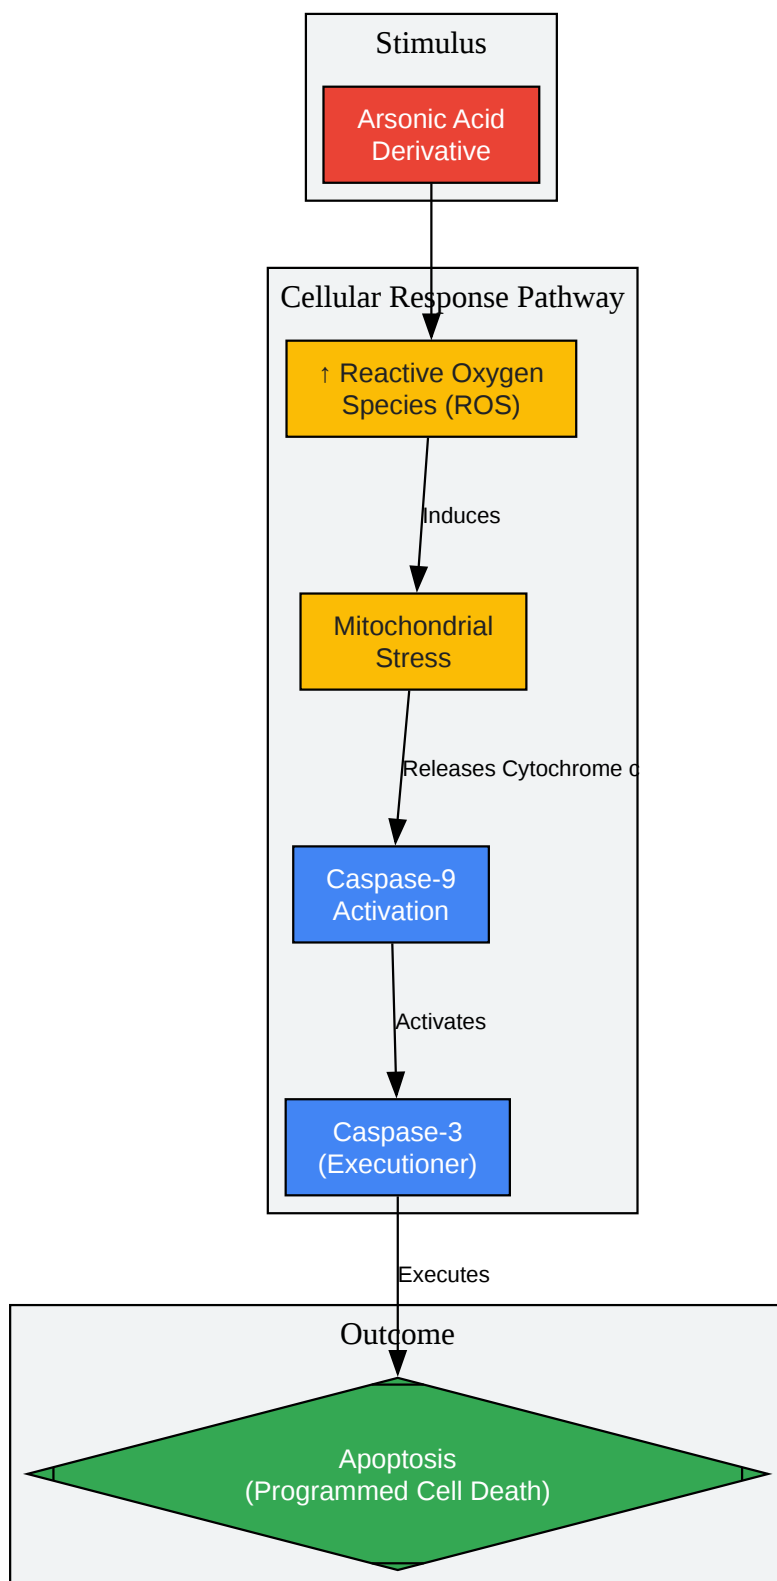 Stimulus
Arsonic Acid
Derivative
Cellular Response Pathway
↑ Reactive Oxygen
Species (ROS)
Induces
Mitochondrial
Stress
Releases Cytochrome c
Caspase-9
Activation
Activates
Caspase-3
(Executioner)
Executes
Outcome
Apoptosis
(Programmed Cell Death)